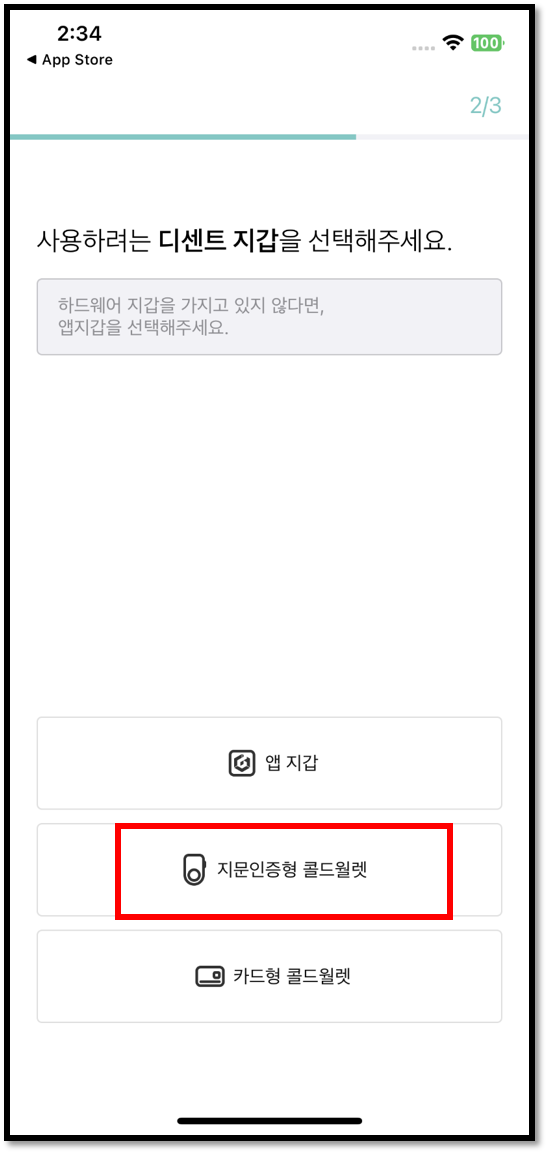 2:34
100
◀ App Store
2/3
사용하려는 디센트 지갑을 선택해주세요.
하드웨어 지갑을 가지고 있지 않다면,
앱지갑을 선택해주세요.
앱 지갑
지문인증형 콜드월렛
카드형 콜드월렛